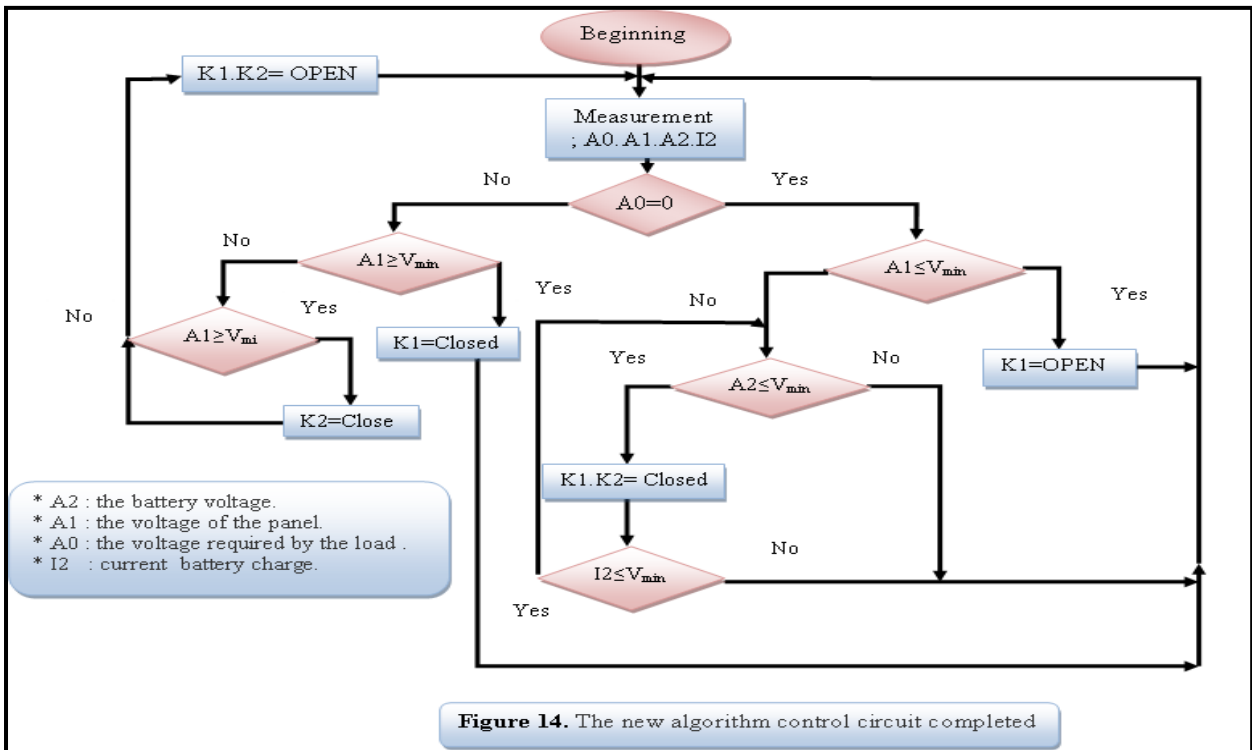 Beginning
K1.K2= OPEN
Measurement
; A0.A1.A2.I2
No
Yes
A0=0
No
A1≥Vmin
A1≤Vmin
Yes
No
Yes
No
Yes
A1≥Vmi
K1=Closed
Yes
No
K1=OPEN
A2≤Vmin
K2=Close
K1.K2= Closed
* A2 : the battery voltage.
* A1 : the voltage of the panel.
* A0 : the voltage required by the load .
* I2 : current battery charge.
No
I2≤Vmin
Yes
Figure 14. The new algorithm control circuit completed